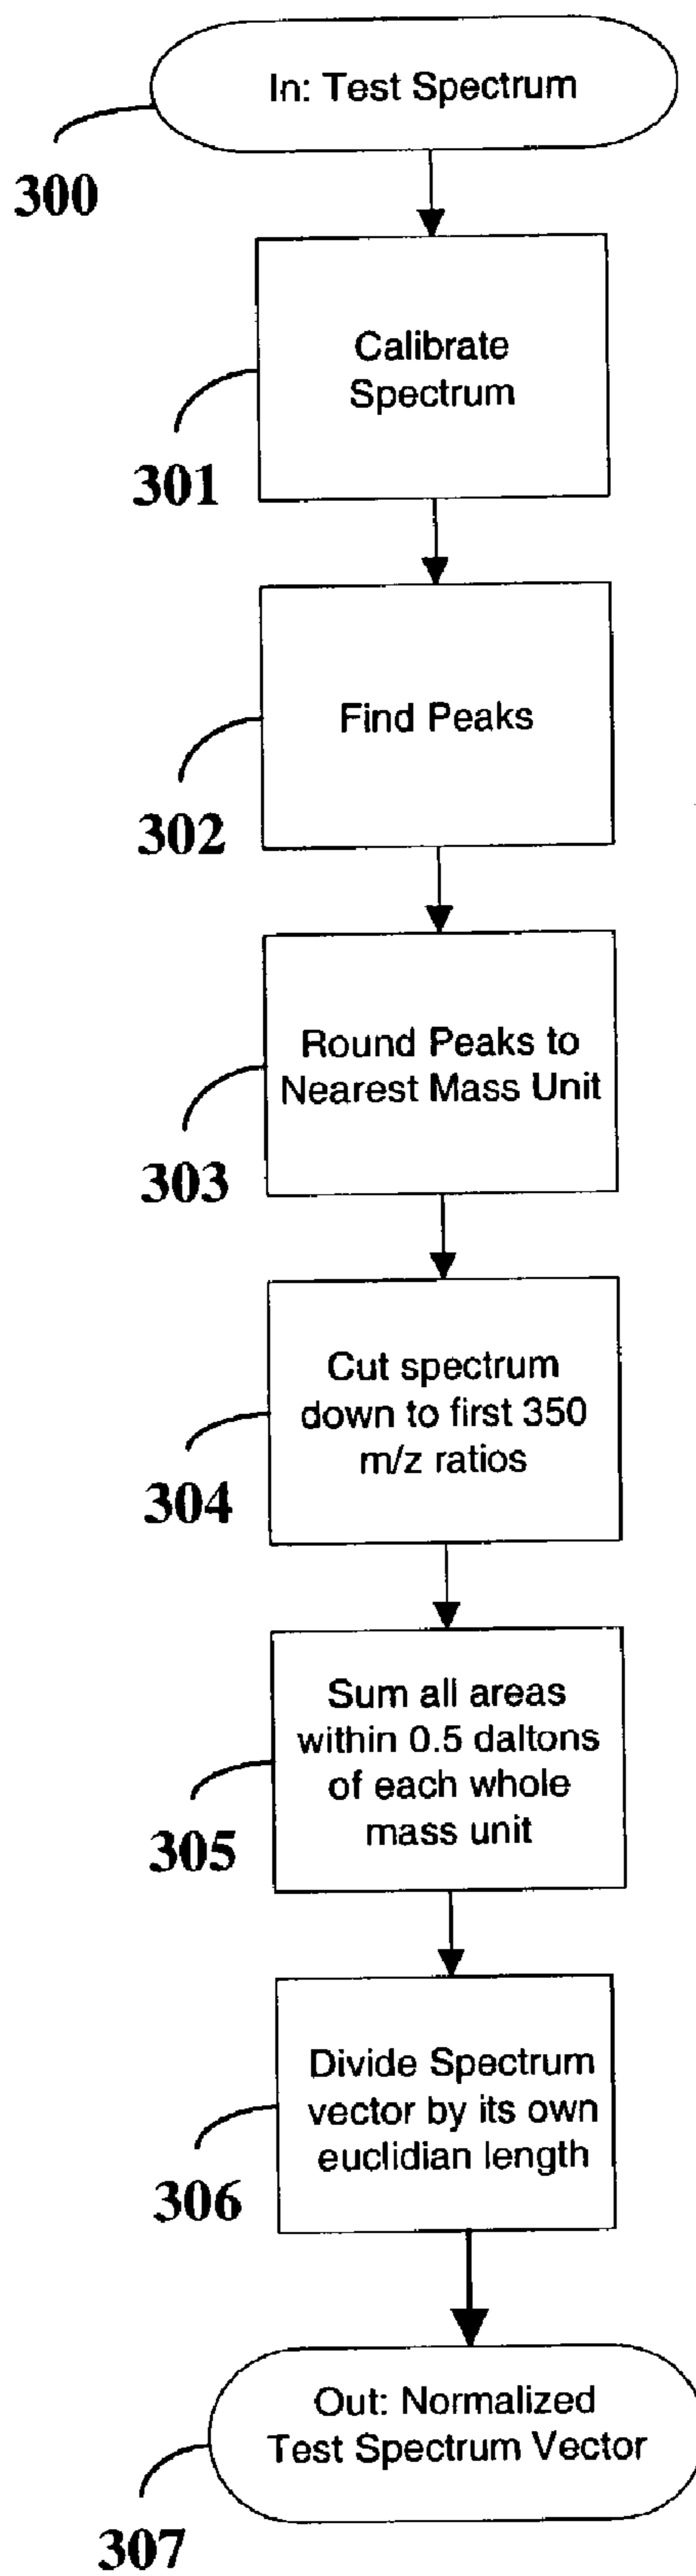 In: Test Spectrum
300
Calibrate
Spectrum
301
Find Peaks
302
Round Peaks to
Nearest Mass Unit
303
Cut spectrum
down to first 350
m/z ratios
304
Sum all areas
within 0.5 daltons
of each whole
mass unit
305
Divide Spectrum
vector by its own
euclidian length
306
Out: Normalized
Test Spectrum Vector
307